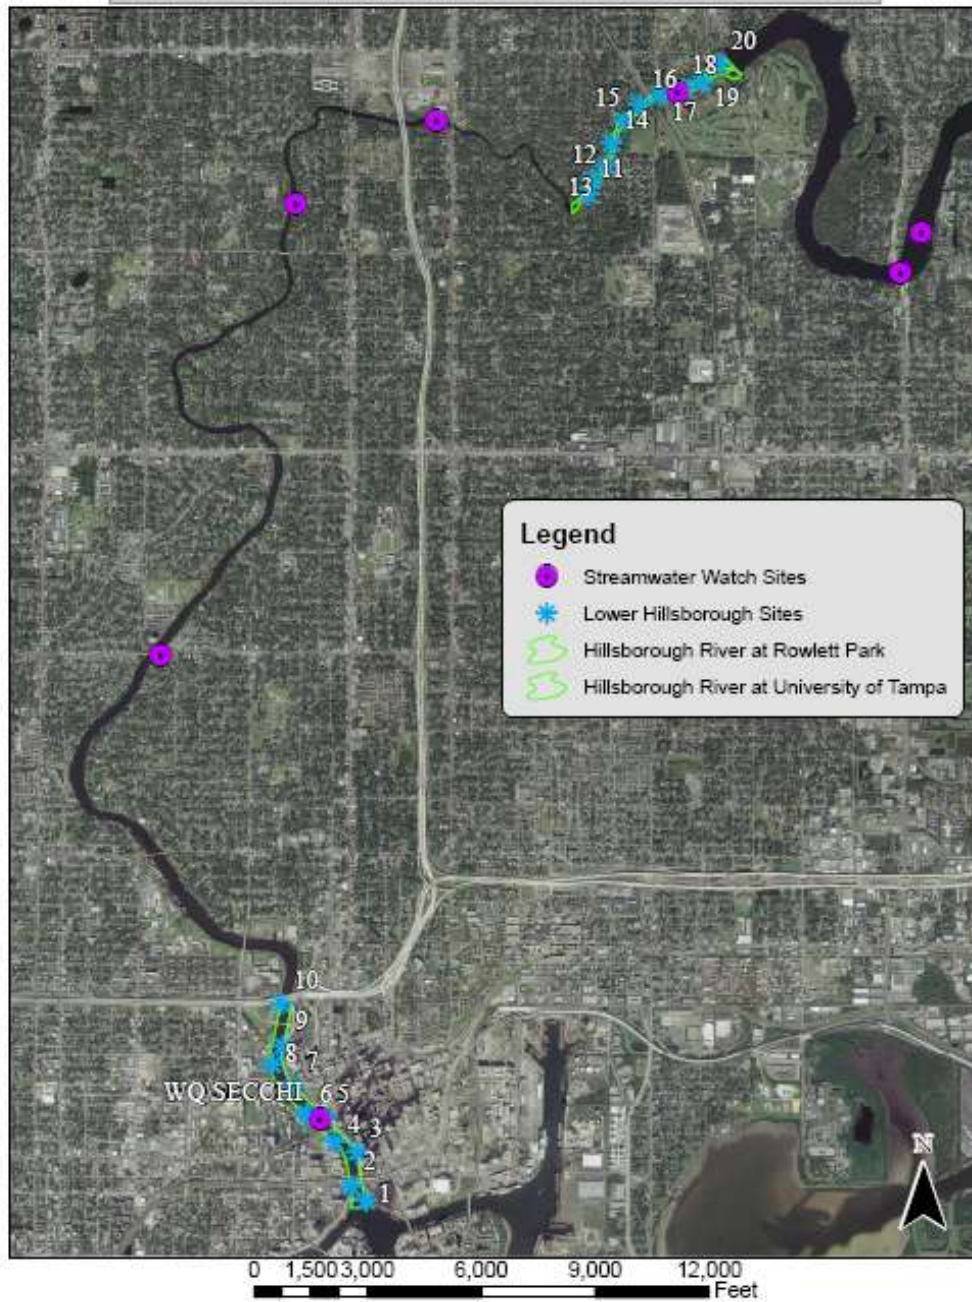 20
18
16
19
15
17
14
12
11
13
Legend
Streamwater Watch Sites
Lower Hillsborough Sites
Hillsborough River at Rowlett Park
Hillsborough River at University of Tampa
10
9
8
7
WQ SECCHI 6 5
4
3
2
1
N
0 1,500 3,000 6,000 9,000 12,000
Feet